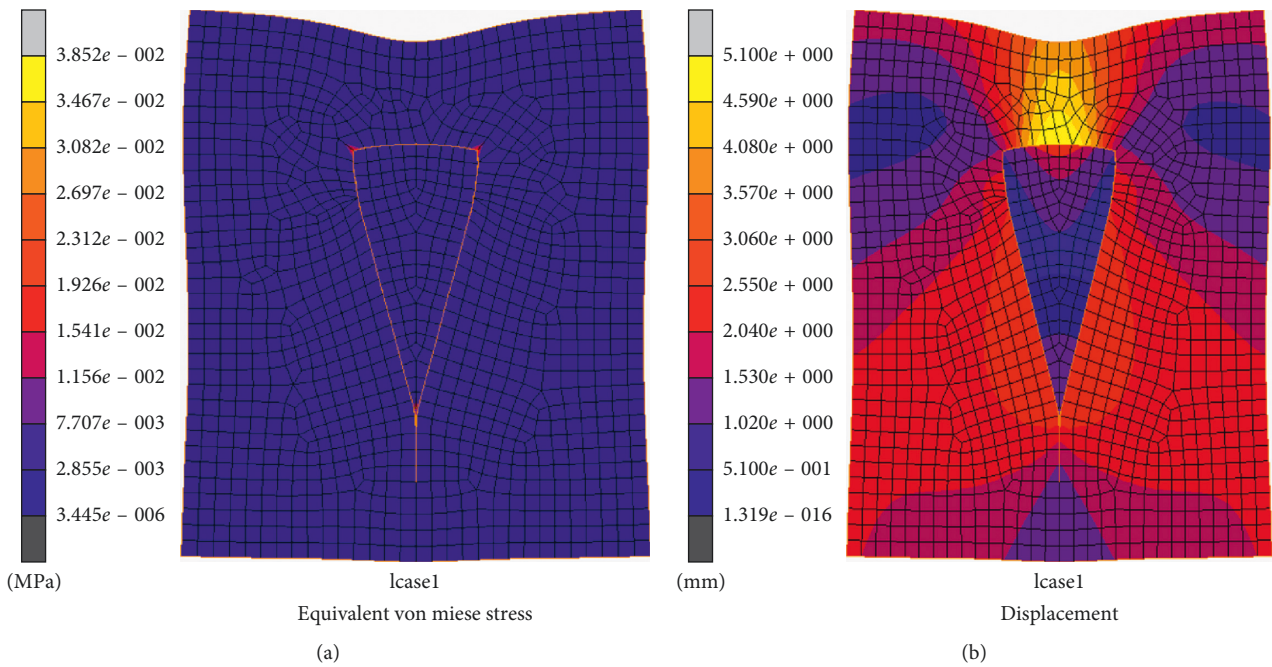 3.852e – 002
3.467e – 002
3.082e – 002
2.697e – 002
2.312e – 002
1.926e – 002
1.541e – 002
1.156e – 002
7.707e – 003
2.855e – 003
3.445e – 006
(MPa)
lcase1
Equivalent von miese stress
(a)
5.100e + 000
4.590e + 000
4.080e + 000
3.570e + 000
3.060e + 000
2.550e + 000
2.040e + 000
1.530e + 000
1.020e + 000
5.100e – 001
1.319e – 016
(mm)
lcase1
Displacement
(b)